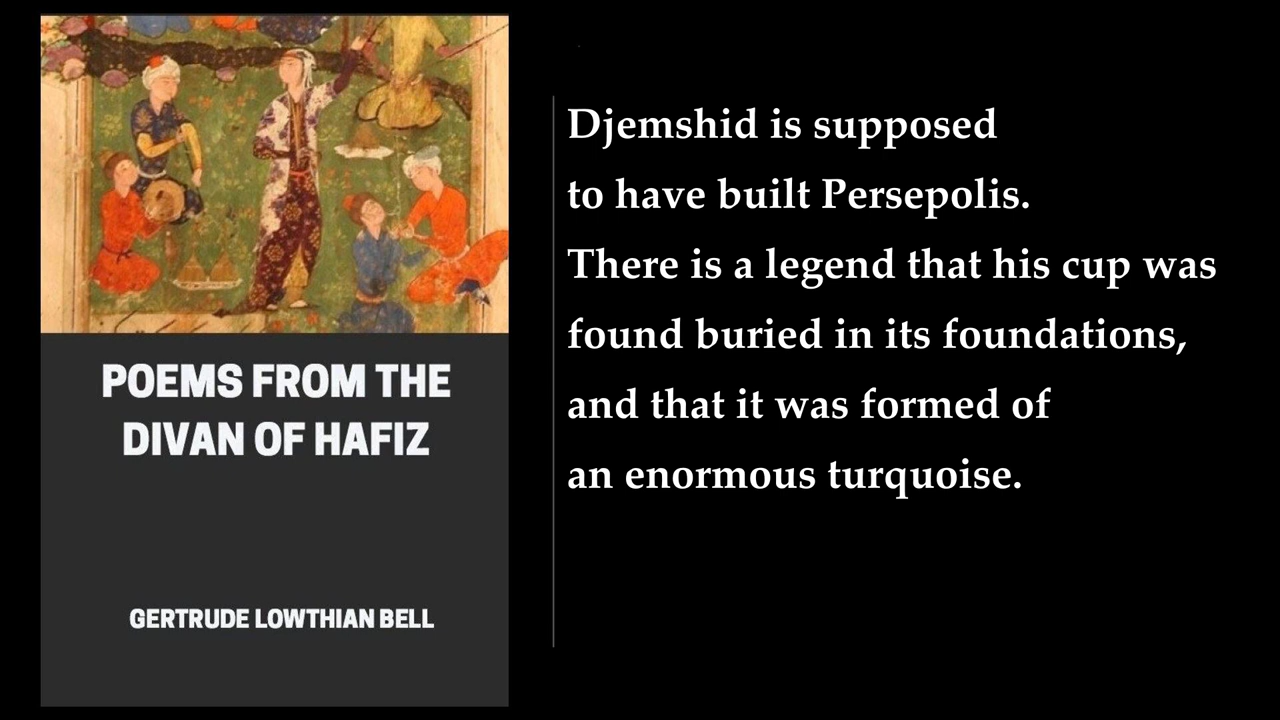 POEMS FROM THE
DIVAN OF HAFIZ
GERTRUDE LOWTHIAN BELL
Djemshid is supposed
to have built Persepolis.
There is a legend that his cup was
found buried in its foundations,
and that it was formed of
an enormous turquoise.